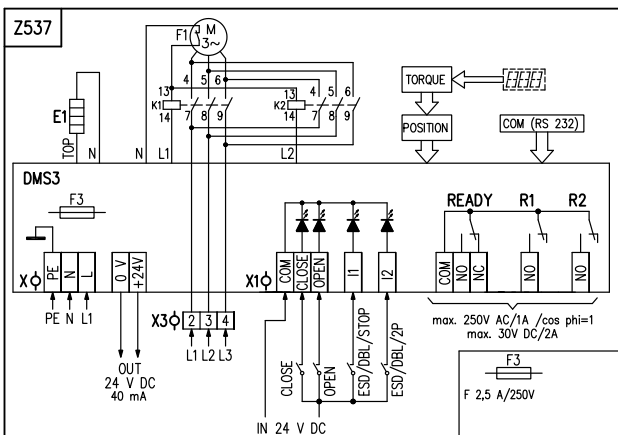 Z537
F1
M
3~
13
K1
14
4 5 6
7 8 9
13
K2
14
4 5 6
7 8 9
TORQUE
POSITION
COM (RS 232)
E1
TOP
N
N
L1
L2
DMS3
F3
X
PE
N
L
0 V
+24V
PE N L1
OUT
24 V DC
40 mA
X3
2 3 4
L1 L2 L3
X1
COM
CLOSE
OPEN
I1
I2
CLOSE
OPEN
ESD/DBL/STOP
ESD/DBL/2P
IN 24 V DC
READY R1 R2
COM
NO
NC
NO
NO
max. 250V AC/1A /cos phi=1
max. 30V DC/2A
F3
F 2,5 A/250V